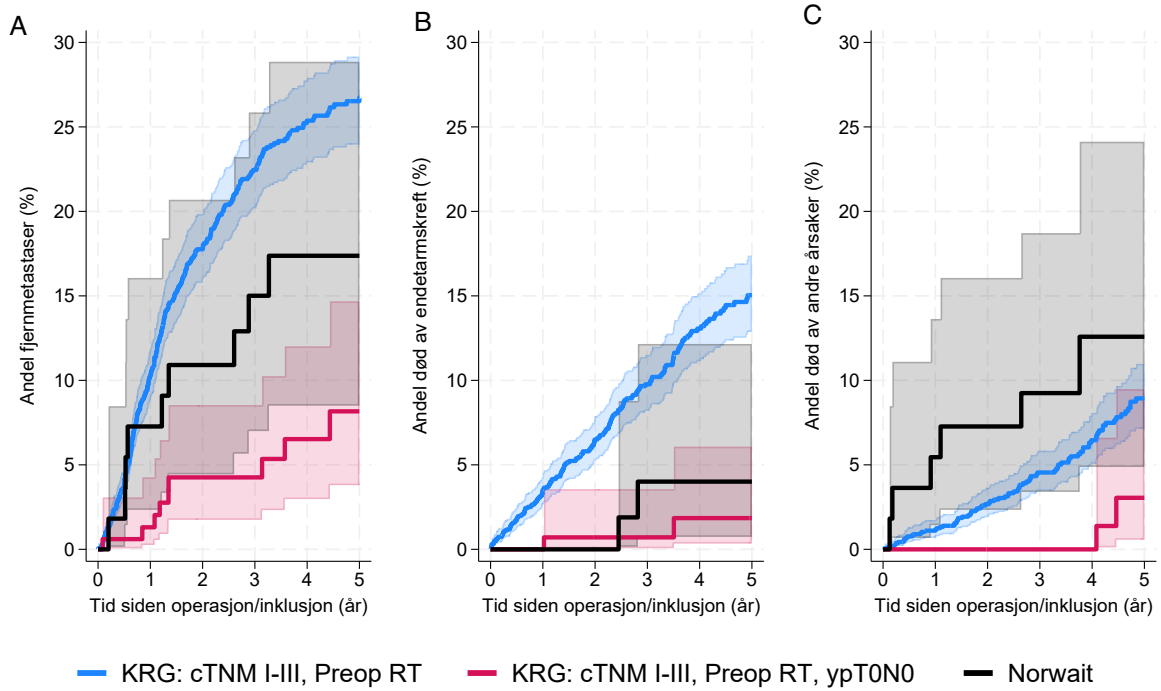 A
B
C
Andel fjernmetastaser (%)
30
25
20
15
10
5
0
0 1 2 3 4 5
Tid siden operasjon/inklusjon (år)
Andel død av endetarmskreft (%)
30
25
20
15
10
5
0
0 1 2 3 4 5
Tid siden operasjon/inklusjon (år)
Andel død av andre årsaker (%)
30
25
20
15
10
5
0
0 1 2 3 4 5
Tid siden operasjon/inklusjon (år)
KRG: cTNM I-III, Preop RT
KRG: cTNM I-III, Preop RT, ypT0N0
Norwait